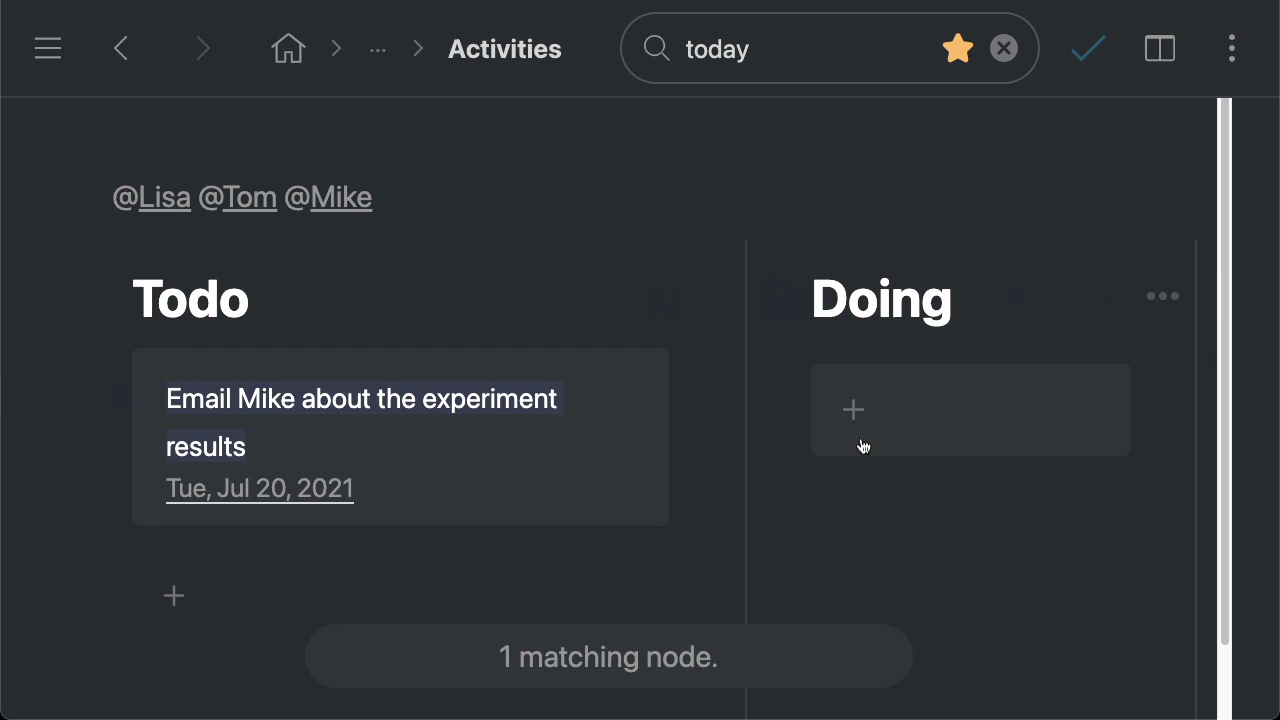 ... Activities today
@Lisa @Tom @Mike
Todo
Doing
Email Mike about the experiment
results
Tue, Jul 20, 2021
1 matching node.